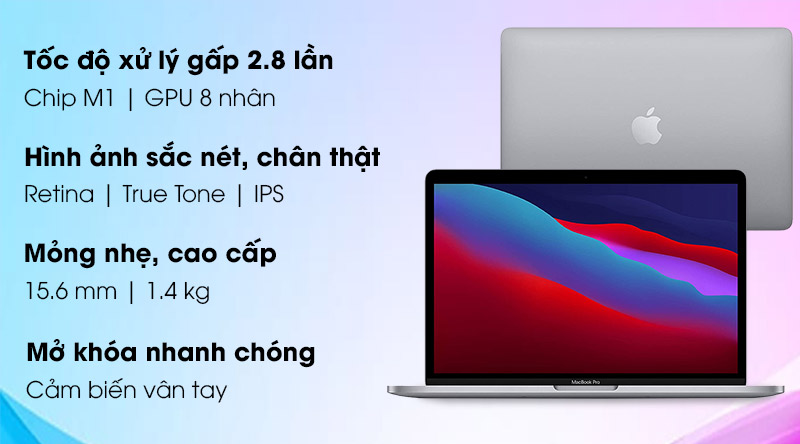 Tốc độ xử lý gấp 2.8 lần
Chip M1 | GPU 8 nhân
Hình ảnh sắc nét, chân thật
Retina | True Tone | IPS
Mỏng nhẹ, cao cấp
15.6 mm | 1.4 kg
Mở khóa nhanh chóng
Cảm biến vân tay
MacBook Pro